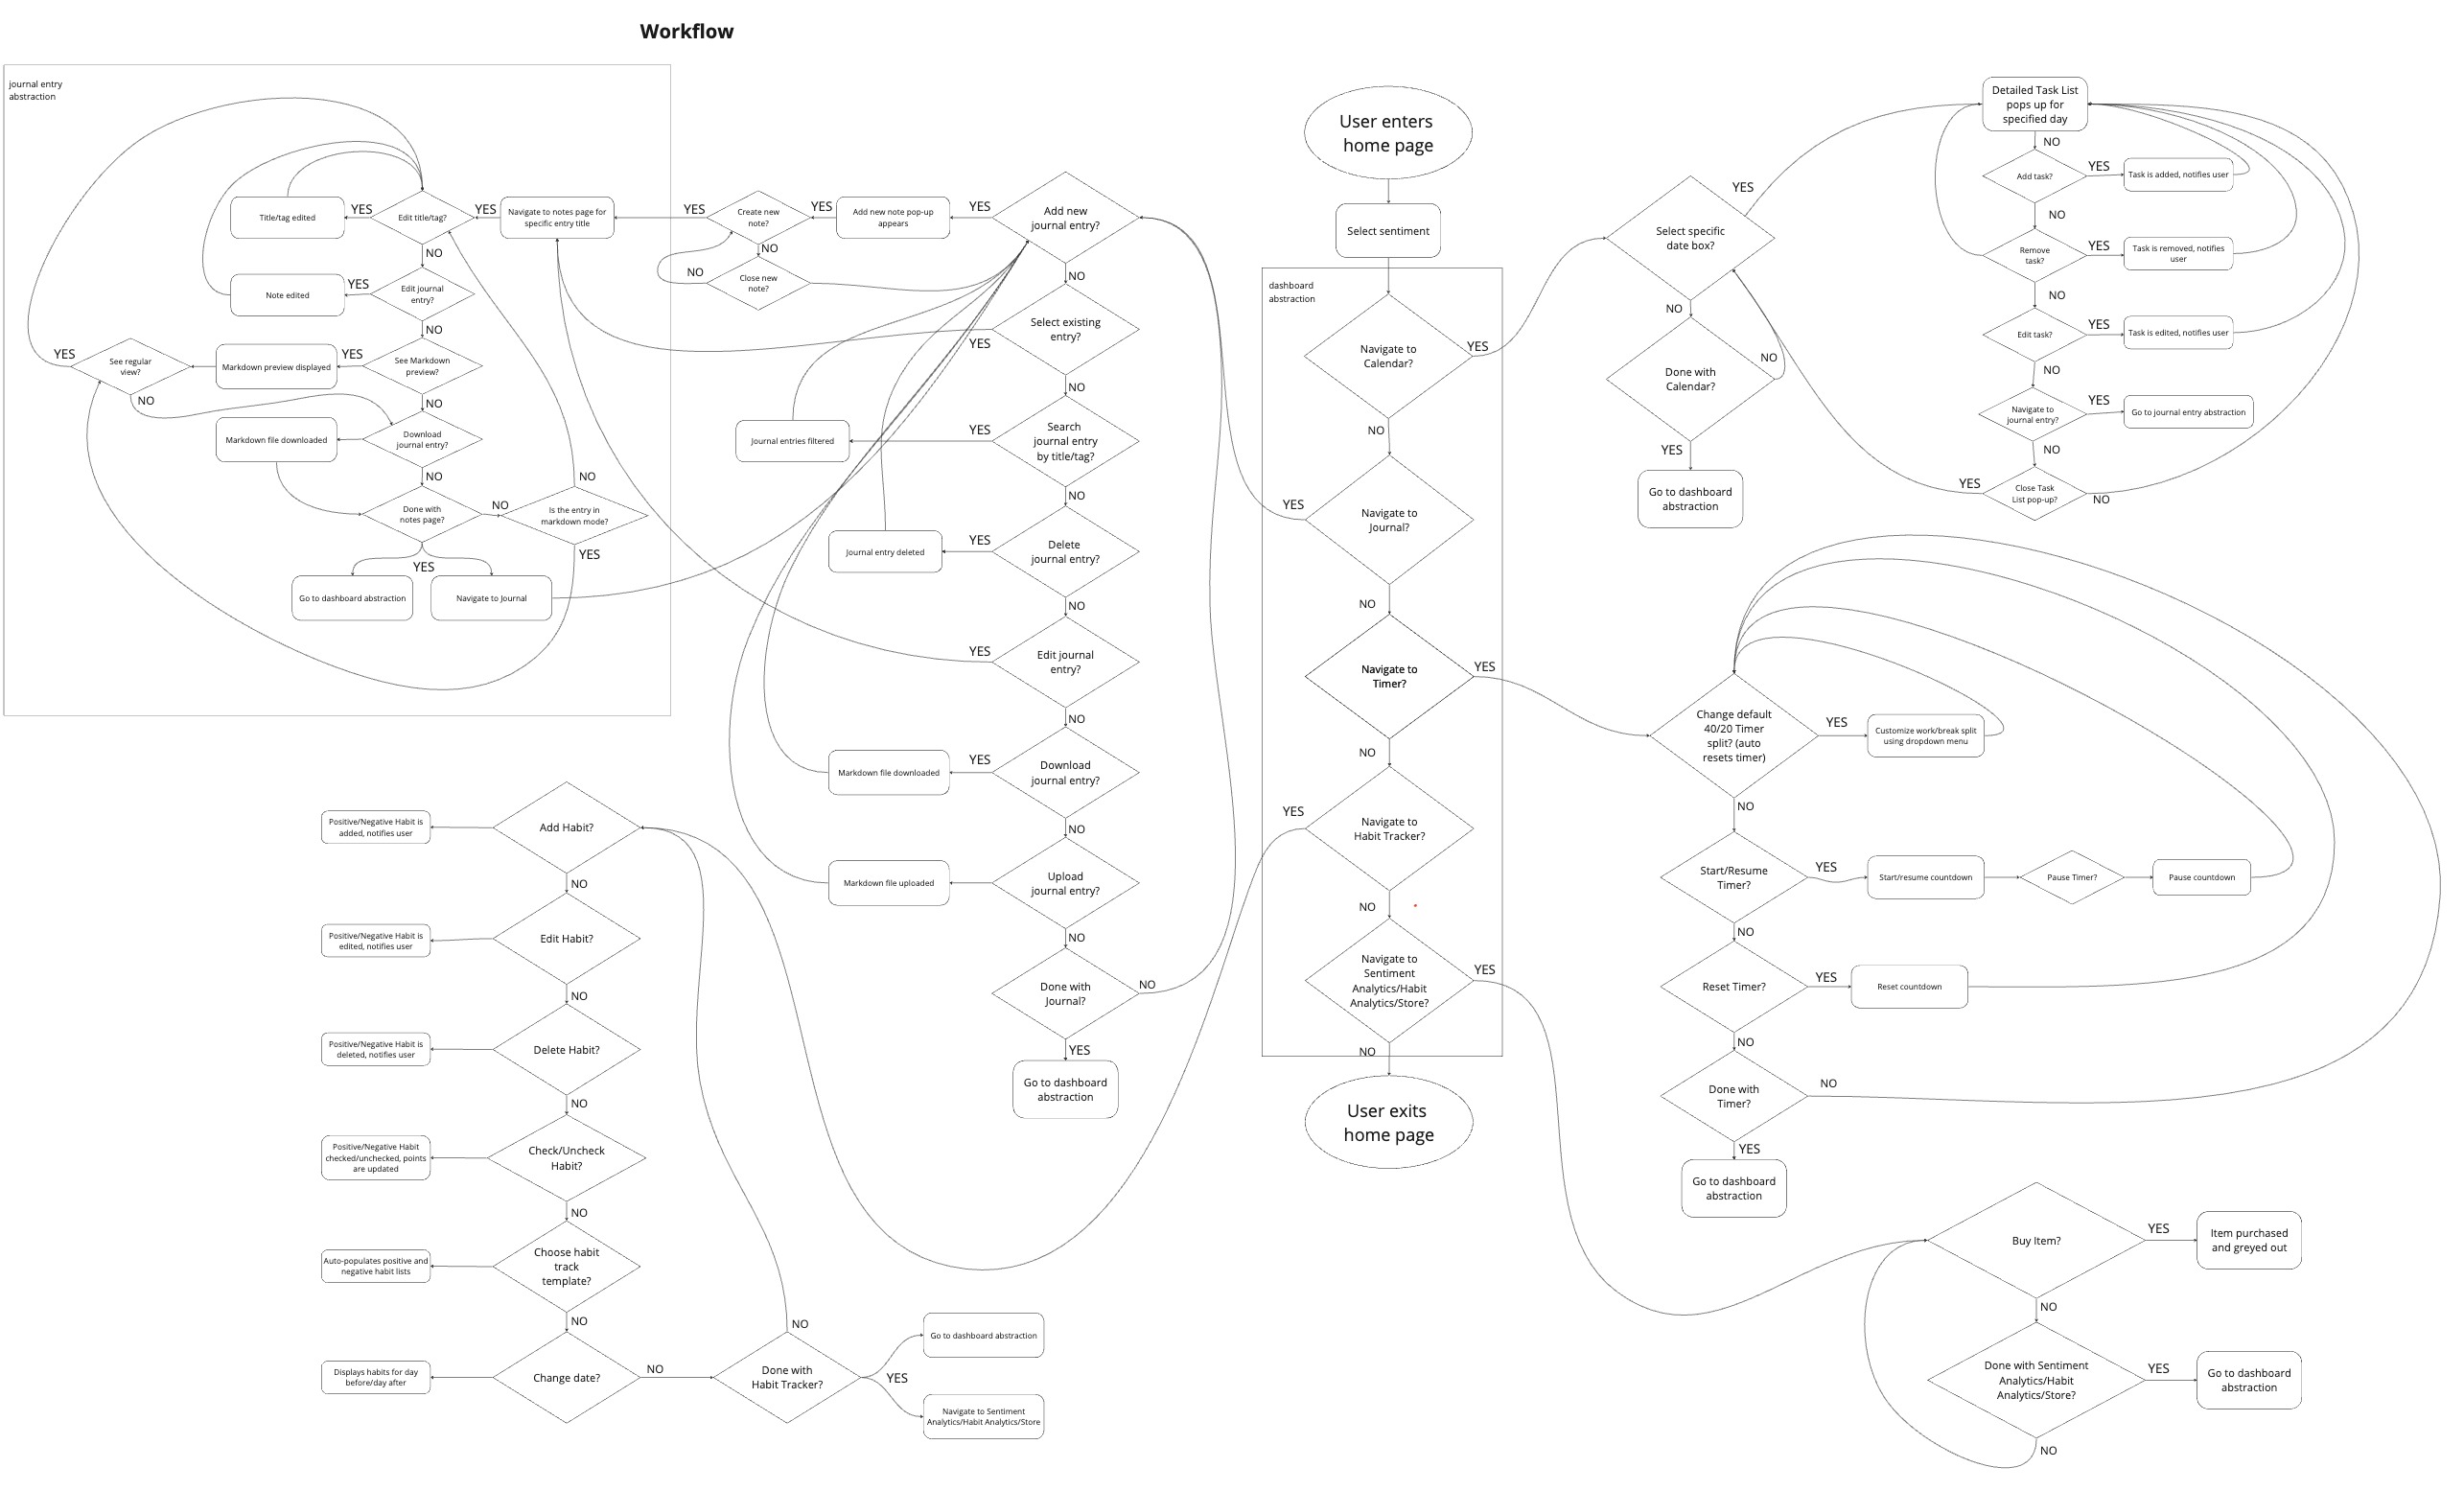 Workflow
journal entry
abstraction
Title/tag edited
YES
Edit title/tag?
YES
Navigate to notes page for
specific entry title
NO
Note edited
YES
Edit journal
entry?
NO
YES
See regular
view?
Markdown preview displayed
YES
See Markdown
preview?
NO
NO
Markdown file downloaded
Download
journal entry?
NO
NO
Done with
notes page?
NO
Is the entry in
markdown mode?
YES
YES
Go to dashboard abstraction
Navigate to Journal
YES
Create new
note?
YES
Add new note pop-up
appears
YES
Add new
journal entry?
NO
NO
Close new
note?
NO
Select existing
entry?
YES
NO
Journal entries filtered
YES
Search
journal entry
by title/tag?
NO
Journal entry deleted
YES
Delete
journal entry?
NO
YES
Edit journal
entry?
NO
Markdown file downloaded
YES
Download
journal entry?
NO
Markdown file uploaded
Upload
journal entry?
NO
Done with
Journal?
NO
YES
Go to dashboard
abstraction
Positive/Negative Habit is
added, notifies user
Add Habit?
NO
Positive/Negative Habit is
edited, notifies user
Edit Habit?
NO
Positive/Negative Habit is
deleted, notifies user
Delete Habit?
NO
Positive/Negative Habit
checked/unchecked, points
are updated
Check/Uncheck
Habit?
NO
Auto-populates positive and
negative habit lists
Choose habit
track
template?
NO
Displays habits for day
before/day after
Change date?
NO
NO
Done with
Habit Tracker?
YES
Go to dashboard abstraction
Navigate to Sentiment
Analytics/Habit Analytics/Store
User enters
home page
Select sentiment
dashboard
abstraction
Navigate to
Calendar?
YES
NO
YES
Navigate to
Journal?
NO
Navigate to
Timer?
YES
NO
YES
Navigate to
Habit Tracker?
NO
Navigate to
Sentiment
Analytics/Habit
Analytics/Store?
YES
NO
User exits
home page
YES
Select specific
date box?
NO
NO
Done with
Calendar?
YES
Go to dashboard
abstraction
Detailed Task List
pops up for
specified day
NO
Add task?
YES
Task is added, notifies user
NO
Remove
task?
YES
Task is removed, notifies
user
NO
Edit task?
YES
Task is edited, notifies user
NO
Navigate to
journal entry?
YES
Go to journal entry abstraction
NO
YES
Close Task
List pop-up?
NO
Change default
40/20 Timer
split? (auto
resets timer)
YES
Customize work/break split
using dropdown menu
NO
Start/Resume
Timer?
YES
Start/resume countdown
Pause Timer?
Pause countdown
NO
Reset Timer?
YES
Reset countdown
NO
Done with
Timer?
NO
YES
Go to dashboard
abstraction
Buy Item?
YES
Item purchased
and greyed out
NO
Done with Sentiment
Analytics/Habit
Analytics/Store?
YES
Go to dashboard
abstraction
NO